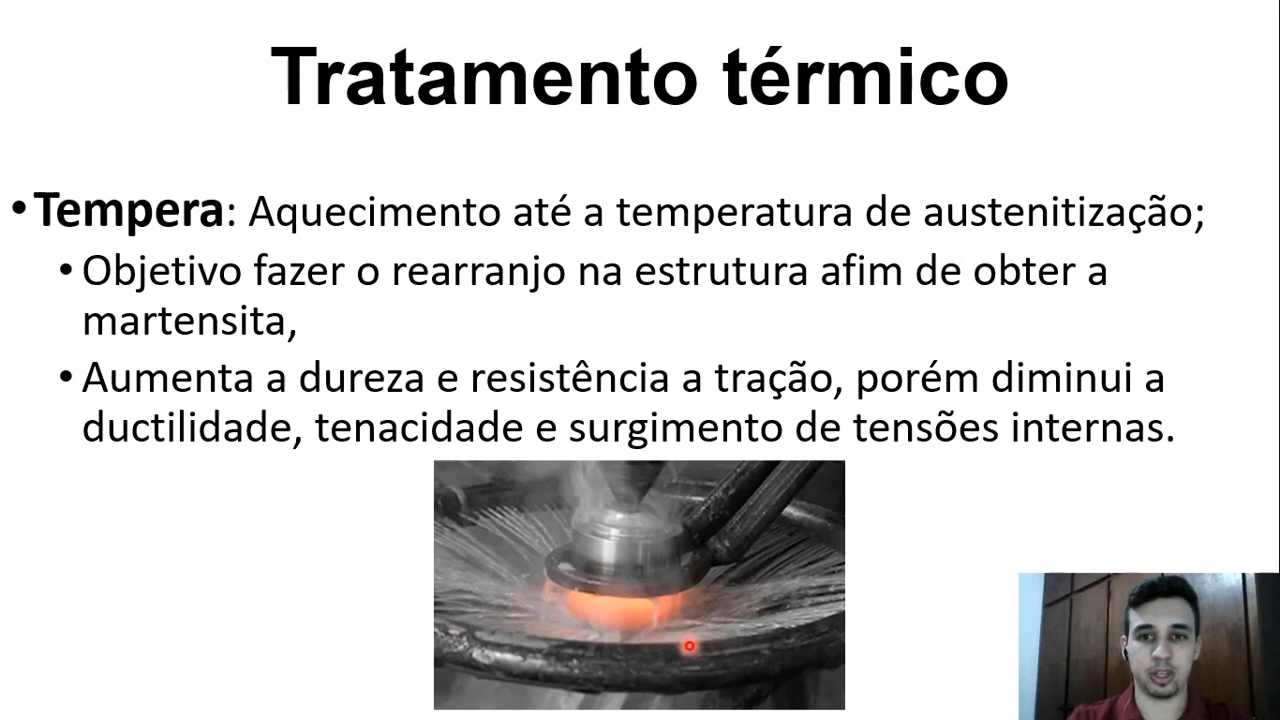 Tratamento térmico
• Tempera: Aquecimento até a temperatura de austenitização;
• Objetivo fazer o rearranjo na estrutura afim de obter a
martensita,
• Aumenta a dureza e resistência a tração, porém diminui a
ductilidade, tenacidade e surgimento de tensões internas.